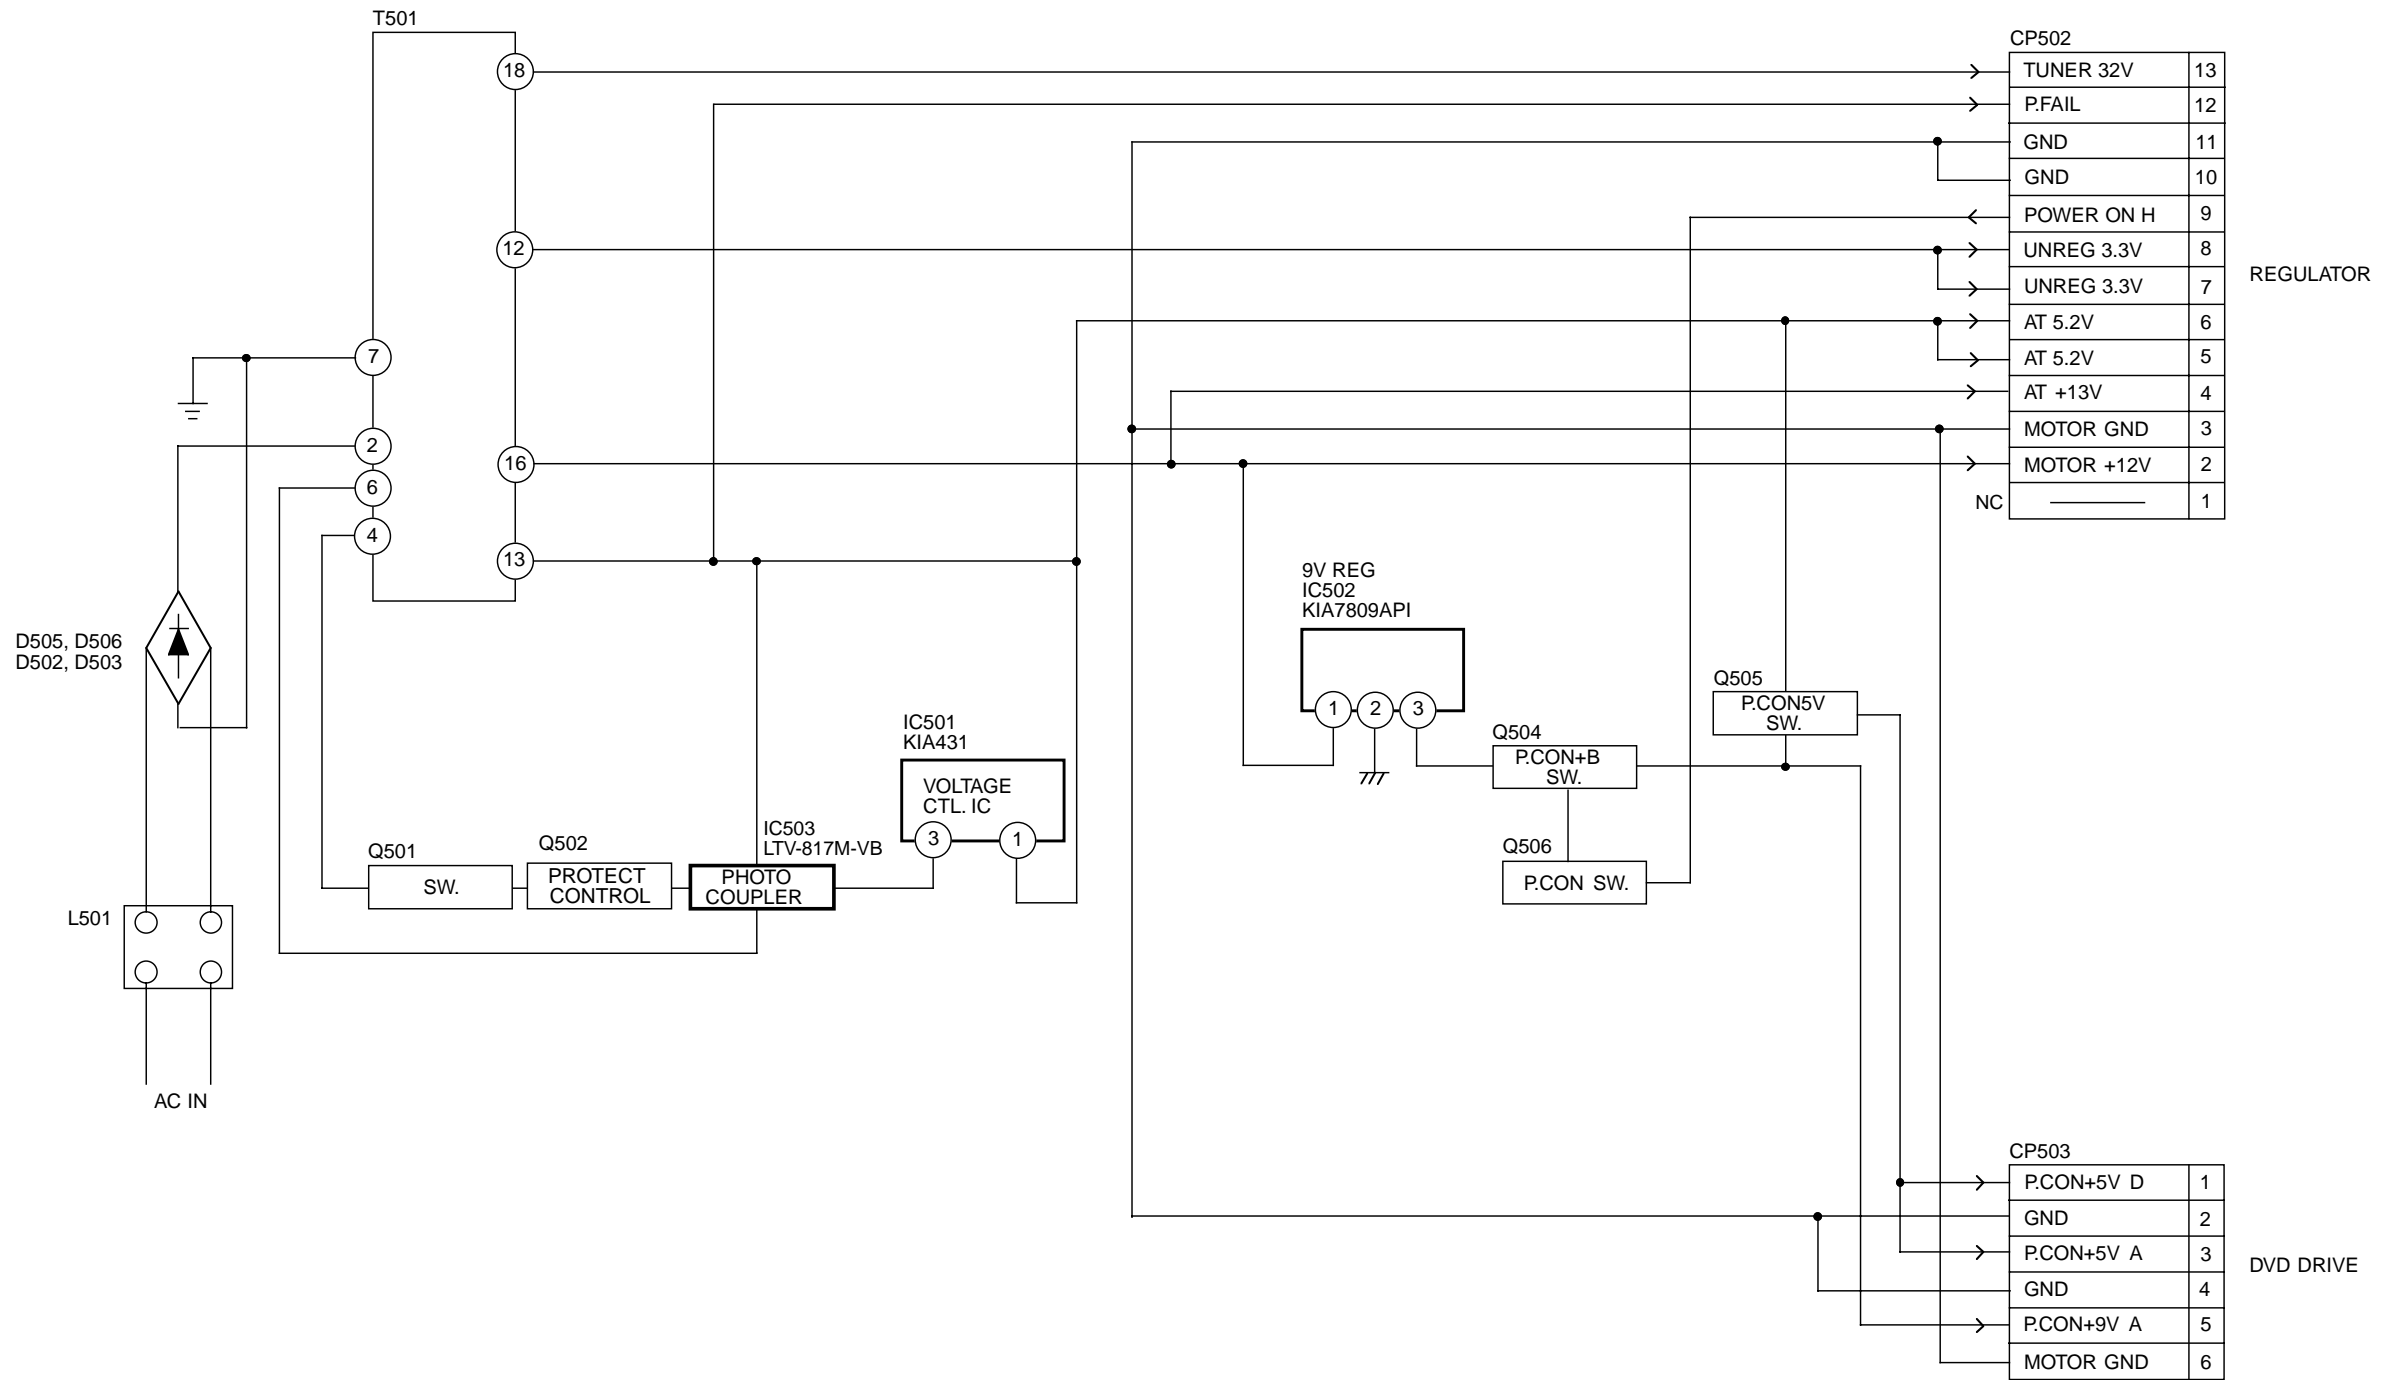 T501
18
12
7
2
6
4
16
13
D505, D506
D502, D503
L501
AC IN
Q501
SW.
Q502
PROTECT
CONTROL
IC503
LTV-817M-VB
PHOTO
COUPLER
IC501
KIA431
VOLTAGE
CTL. IC
3
1
9V REG
IC502
KIA7809API
1
2
3
Q504
P.CON+B
SW.
Q506
P.CON SW.
Q505
P.CON5V
SW.
CP502
TUNER 32V 13
P.FAIL 12
GND 11
GND 10
POWER ON H 9
UNREG 3.3V 8
UNREG 3.3V 7
AT 5.2V 6
AT 5.2V 5
AT +13V 4
MOTOR GND 3
MOTOR +12V 2
NC 1
REGULATOR
CP503
P.CON+5V D 1
GND 2
P.CON+5V A 3
GND 4
P.CON+9V A 5
MOTOR GND 6
DVD DRIVE